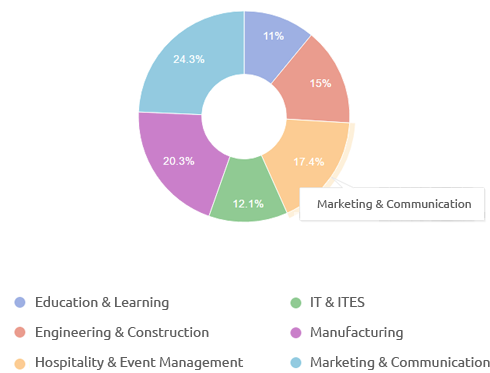 11%
24.3%
15%
17.4%
20.3%
12.1%
Marketing & Communication
Education & Learning
IT & ITES
Engineering & Construction
Manufacturing
Hospitality & Event Management
Marketing & Communication